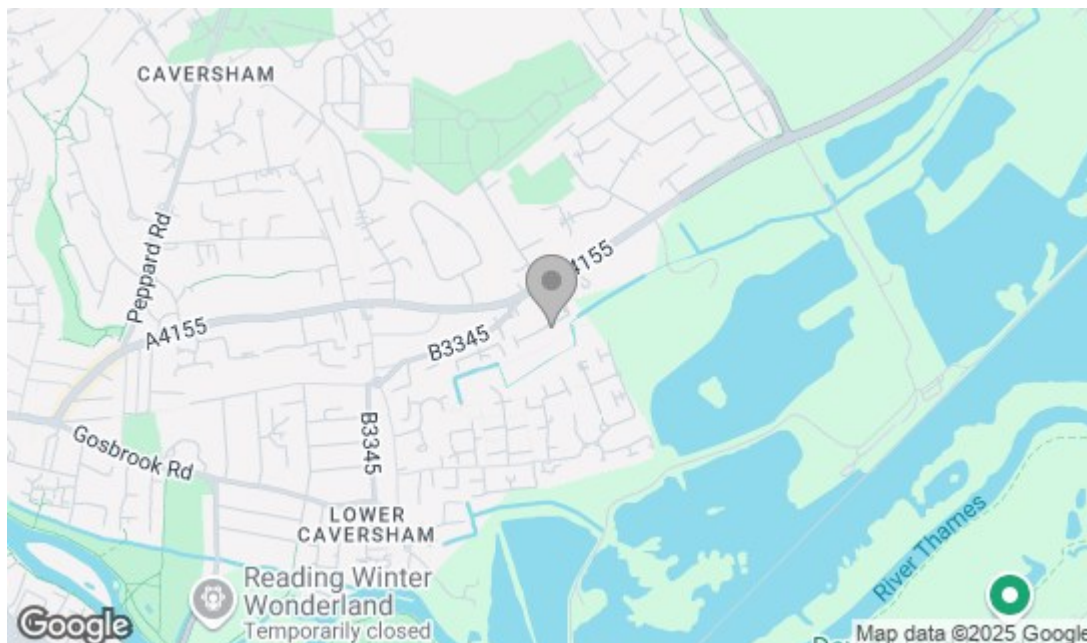 CAVERSHAM
Peppard Rd
A4155
4155
B3345
B3345
Gosbrook Rd
LOWER
CAVERSHAM
River Thames
Reading Winter
Wonderland
Temporarily closed
Google
Map data ©2025 Google